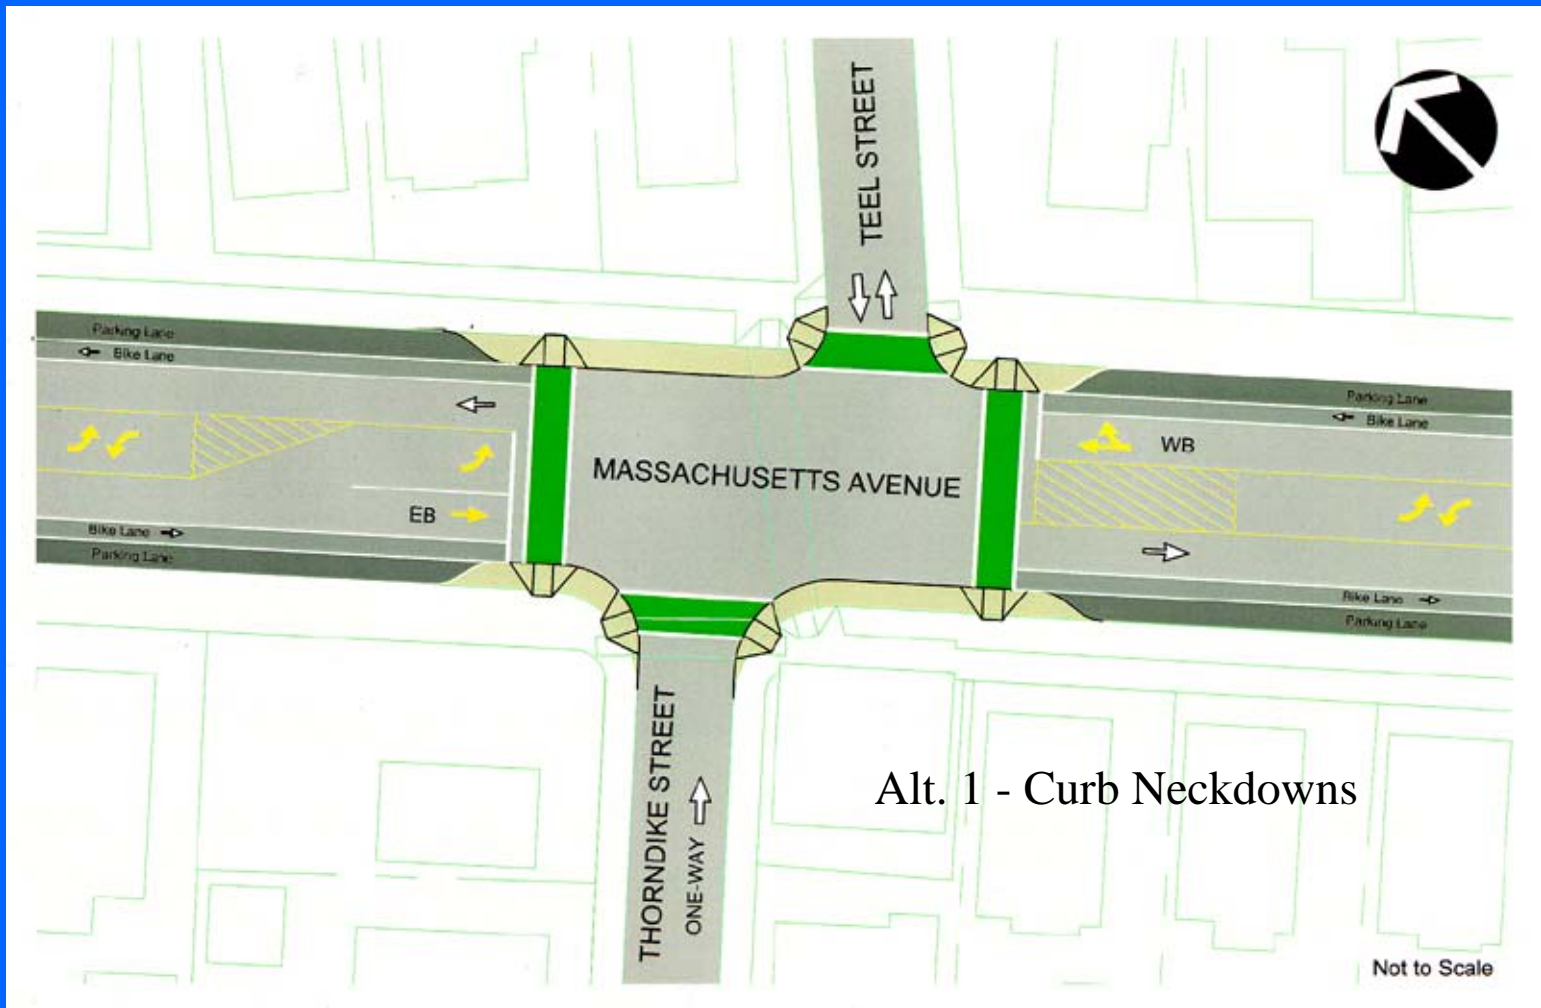 TEEL STREET
Parking Lane
Bike Lane
Parking Lane
Bike Lane
WB
MASSACHUSETTS AVENUE
EB
Bike Lane
Parking Lane
Bike Lane
Parking Lane
THORNDIKE STREET
ONE-WAY
Alt. 1 - Curb Neckdowns
Not to Scale